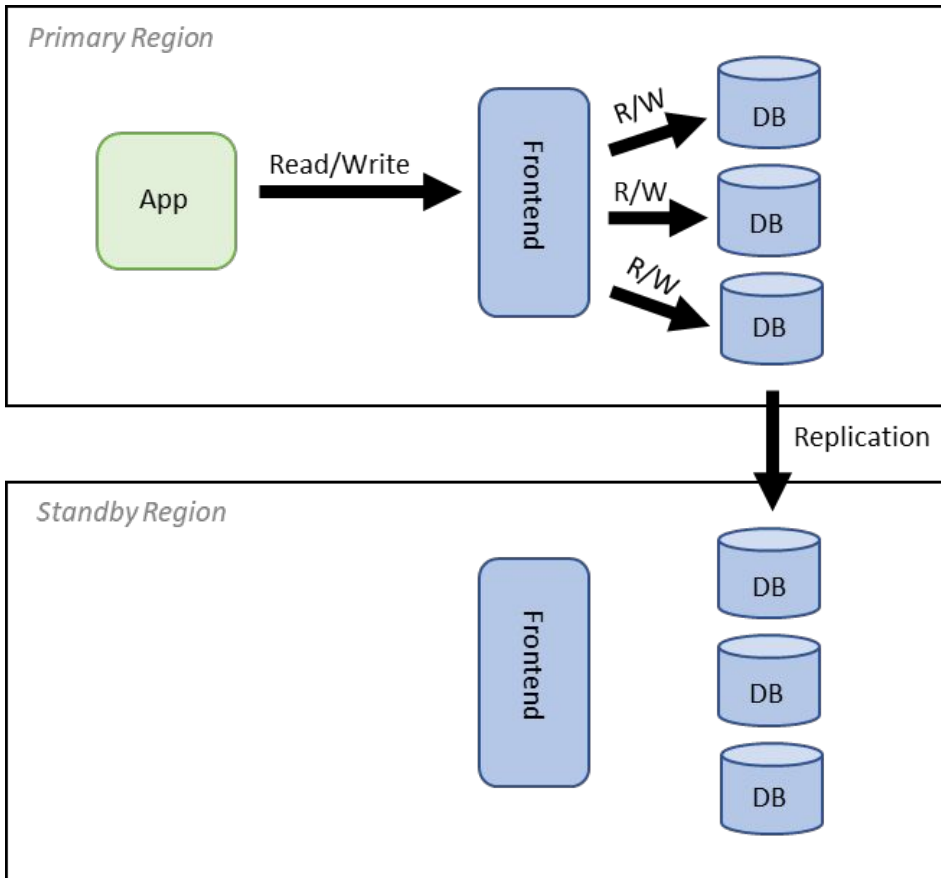 Primary Region
App
Read/Write
Frontend
R/W
R/W
R/W
DB
DB
DB
Replication
Standby Region
Frontend
DB
DB
DB